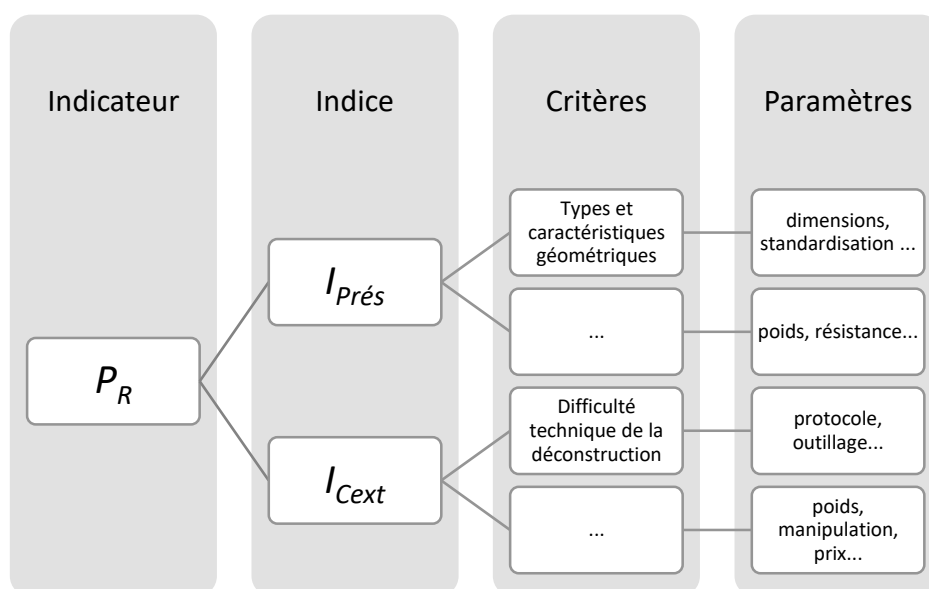 Indicateur
Indice
Critères
Paramètres
P_R
I_Prés
I_Cext
Types et
caractéristiques
géométriques
...
Difficulté
technique de la
déconstruction
...
dimensions,
standardisation ...
poids, résistance...
protocole,
outillage...
poids,
manipulation,
prix...